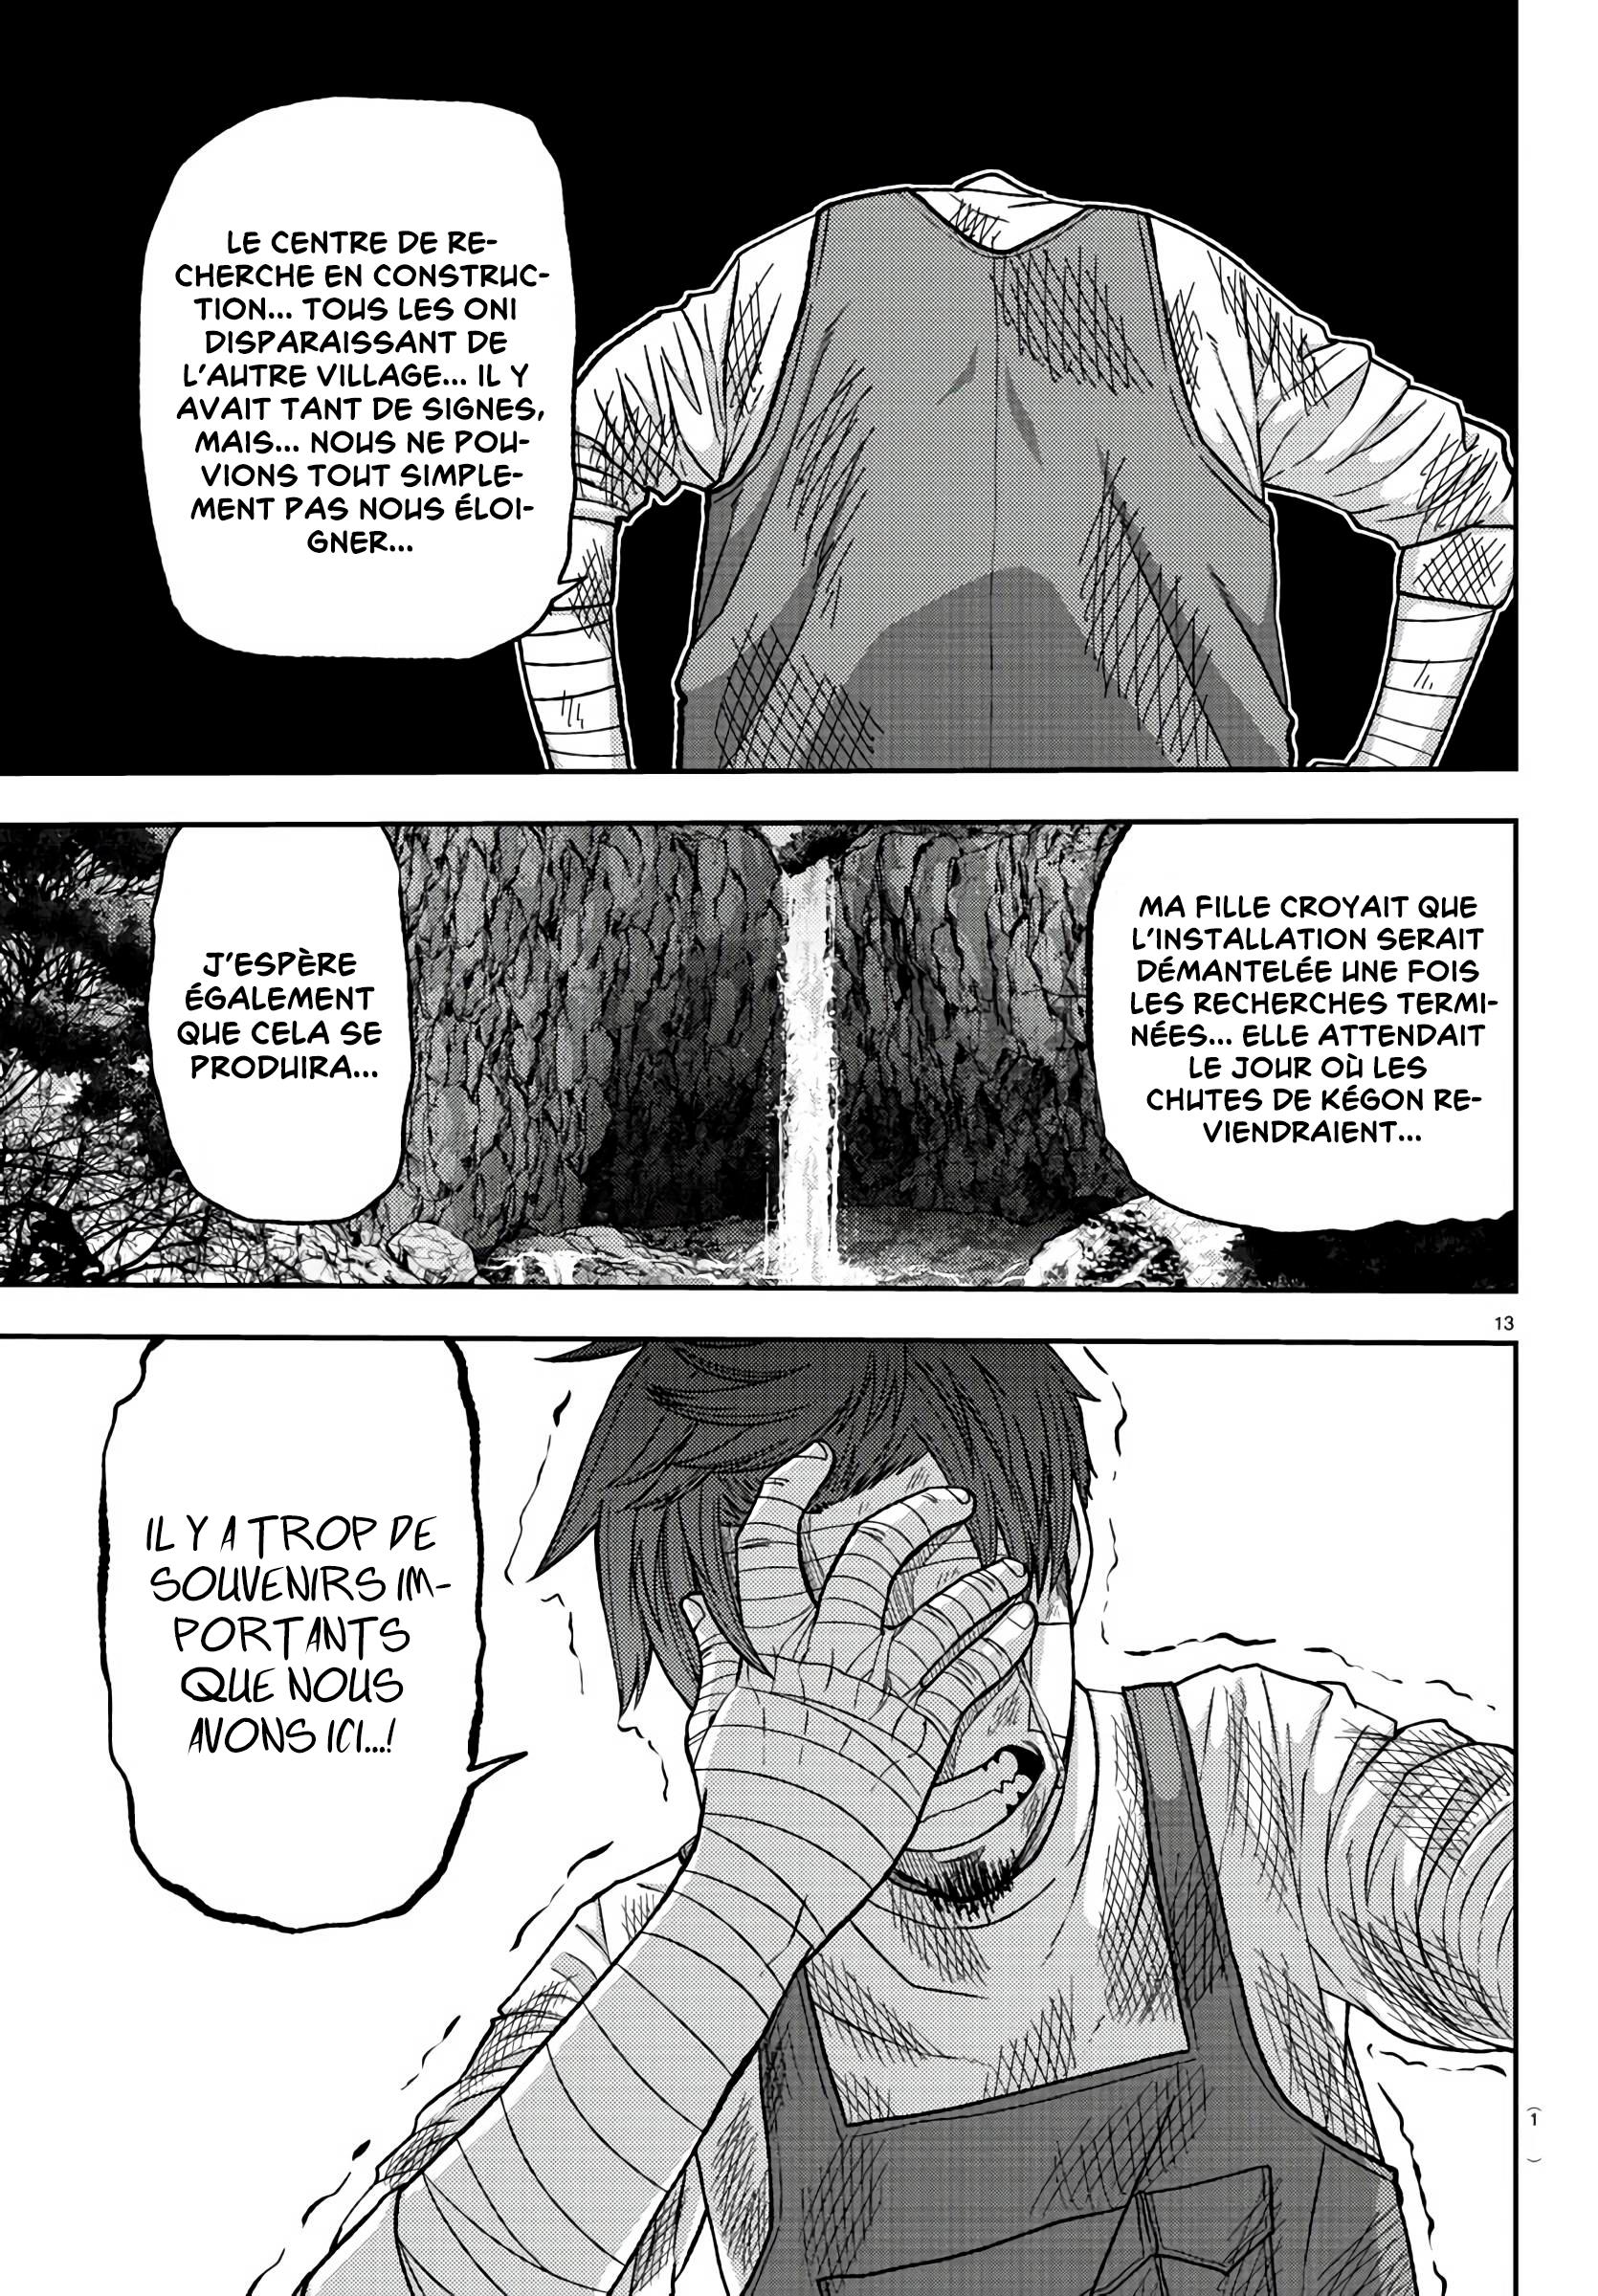 LE CENTRE DE RE-
CHERCHE EN CONSTRUC-
TION... TOUS LES ONI
DISPARAISSANT DE
L'AUTRE VILLAGE... IL Y
AVAIT TANT DE SIGNES,
MAIS... NOUS NE POU-
VIONS TOUT SIMPLE-
MENT PAS NOUS ÉLOI-
GNER...
MA FILLE CROYAIT QUE
L'INSTALLATION SERAIT
DÉMANTELÉE UNE FOIS
LES RECHERCHES TERMI-
NÉES... ELLE ATTENDAIT
LE JOUR OÙ LES
CHUTES DE KÉGON RE-
VIENDRAIENT...
J'ESPÈRE
ÉGALEMENT
QUE CELA SE
PRODUIRA...
13
IL Y A TROP DE
SOUVENIRS IM-
PORTANTS
QUE NOUS
AVONS ICI...!
(1)